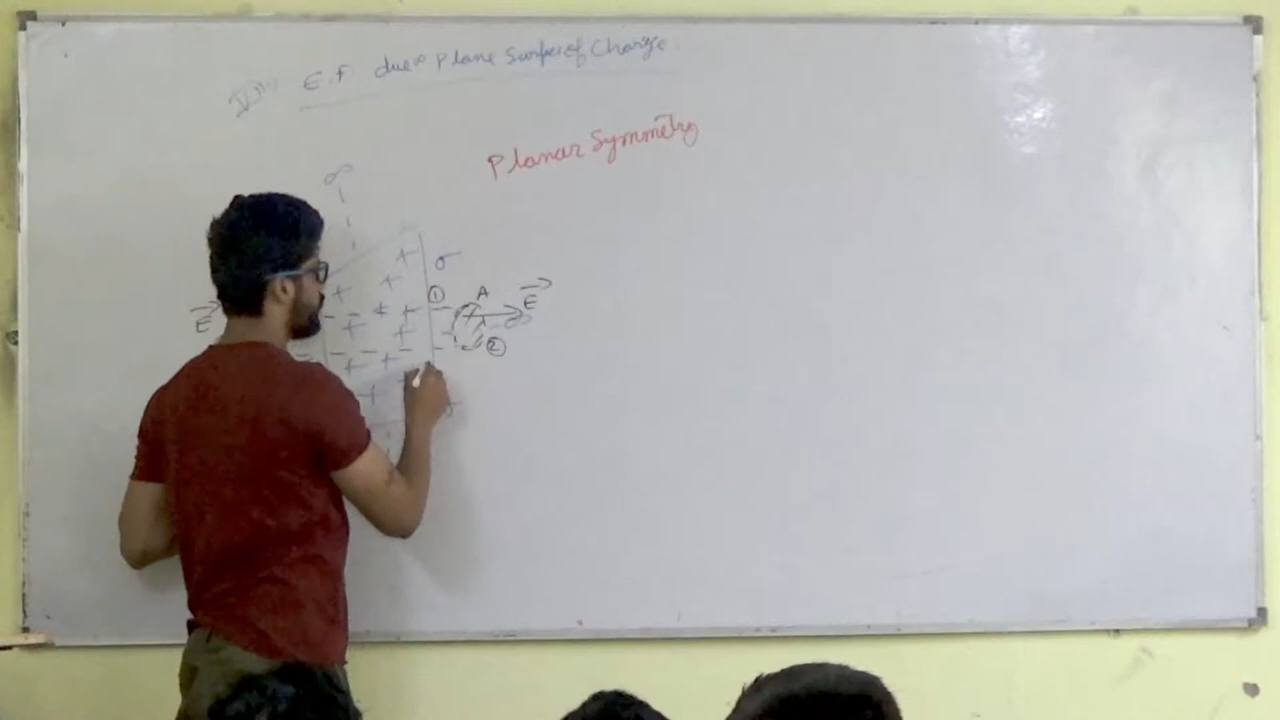 E.F due to Plane Surface of Charge
Planar Symmetry
∞
σ
① A E
E
②